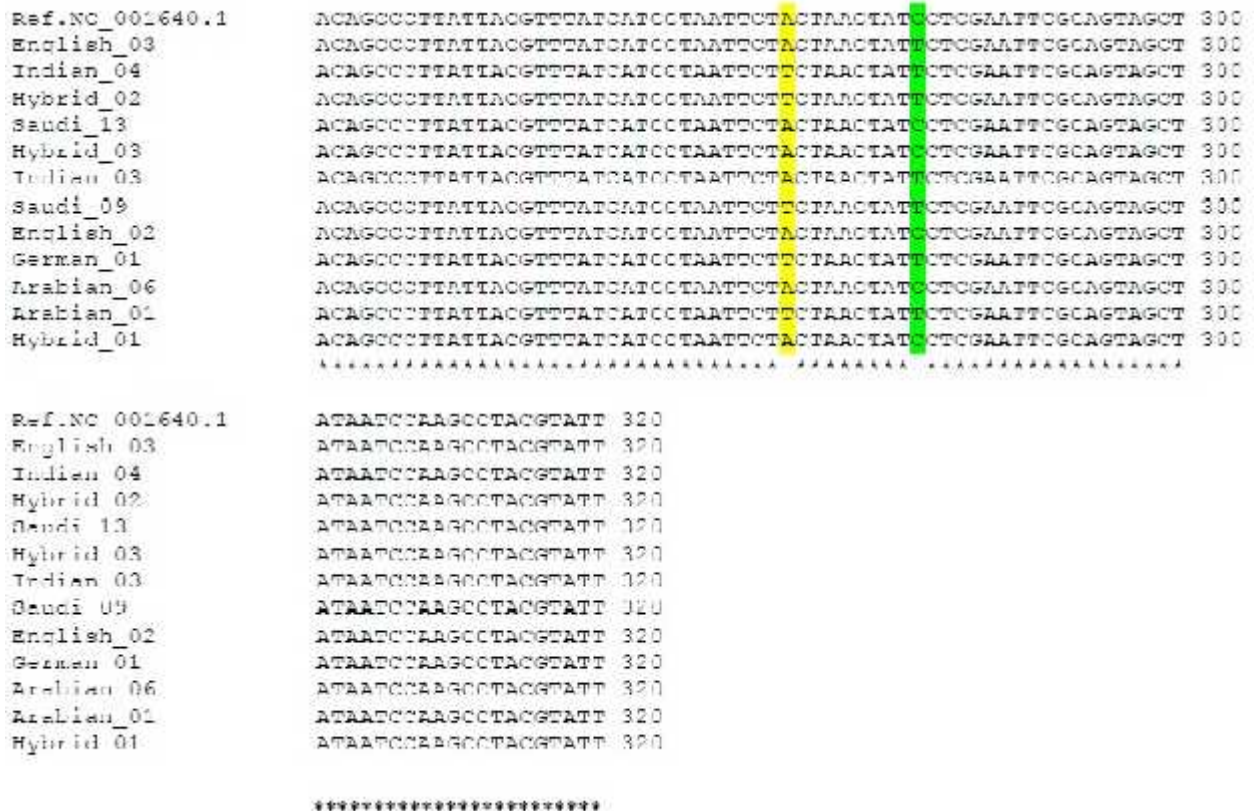 Ref.NC_001640.1 ACAGCCCTTATTACGTTTATCATCCTAATTCTACTAACTATCCTCGAATTCGCAGTAGCT 300
English_03 ACAGCCCTTATTACGTTTATCATCCTAATTCTACTAACTATTCTCGAATTCGCAGTAGCT 300
Indian_04 ACAGCCCTTATTACGTTTATCATCCTAATTCTTCTAACTATTCTCGAATTCGCAGTAGCT 300
Hybrid_02 ACAGCCCTTATTACGTTTATCATCCTAATTCTTCTAACTATTCTCGAATTCGCAGTAGCT 300
Saudi_13 ACAGCCCTTATTACGTTTATCATCCTAATTCTACTAACTATCCTCGAATTCGCAGTAGCT 300
Hybrid_03 ACAGCCCTTATTACGTTTATCATCCTAATTCTACTAACTATCCTCGAATTCGCAGTAGCT 300
Indian_03 ACAGCCCTTATTACGTTTATCATCCTAATTCTACTAACTATTCTCGAATTCGCAGTAGCT 300
Saudi_09 ACAGCCCTTATTACGTTTATCATCCTAATTCTTCTAACTATTCTCGAATTCGCAGTAGCT 300
English_02 ACAGCCCTTATTACGTTTATCATCCTAATTCTACTAACTATCCTCGAATTCGCAGTAGCT 300
German_01 ACAGCCCTTATTACGTTTATCATCCTAATTCTTCTAACTATTCTCGAATTCGCAGTAGCT 300
Arabian_06 ACAGCCCTTATTACGTTTATCATCCTAATTCTACTAACTATCCTCGAATTCGCAGTAGCT 300
Arabian_01 ACAGCCCTTATTACGTTTATCATCCTAATTCTTCTAACTATTCTCGAATTCGCAGTAGCT 300
Hybrid_01 ACAGCCCTTATTACGTTTATCATCCTAATTCTACTAACTATCCTCGAATTCGCAGTAGCT 300
******************************** ******** ******************
Ref.NC_001640.1 ATAATCCAAGCCTACGTATT 320
English_03 ATAATCCAAGCCTACGTATT 320
Indian_04 ATAATCCAAGCCTACGTATT 320
Hybrid_02 ATAATCCAAGCCTACGTATT 320
Saudi_13 ATAATCCAAGCCTACGTATT 320
Hybrid_03 ATAATCCAAGCCTACGTATT 320
Indian_03 ATAATCCAAGCCTACGTATT 320
Saudi_09 ATAATCCAAGCCTACGTATT 320
English_02 ATAATCCAAGCCTACGTATT 320
German_01 ATAATCCAAGCCTACGTATT 320
Arabian_06 ATAATCCAAGCCTACGTATT 320
Arabian_01 ATAATCCAAGCCTACGTATT 320
Hybrid_01 ATAATCCAAGCCTACGTATT 320
************************